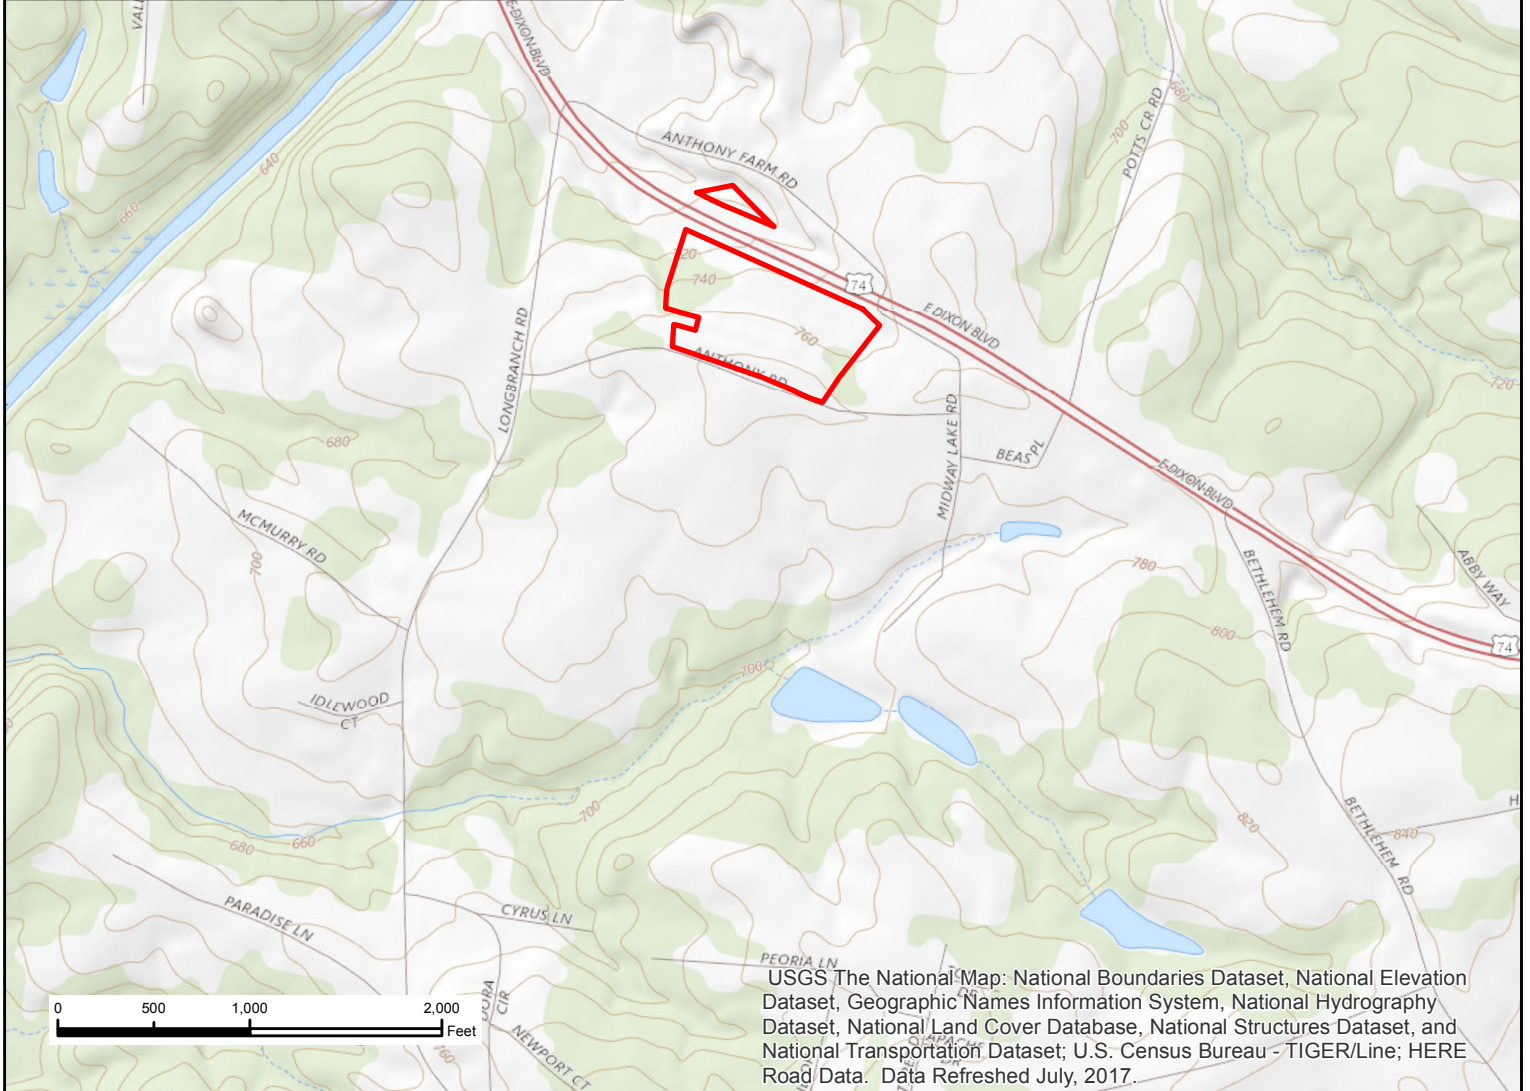 VALL
E DIXON BLVD
ANTHONY FARM RD
POTTS CR RD
680
700
640
660
720
740
74
E DIXON BLVD
760
ANTHONY RD
LONGBRANCH RD
720
MIDWAY LAKE RD
BEAS PL
680
E DIXON BLVD
MCMURRY RD
700
780
BETHLEHEM RD
ABBY WAY
800
74
700
IDLEWOOD
CT
700
660
680
820
840
H
BETHLEHEM RD
PARADISE LN
CYRUS LN
PEORIA LN
DORA
CIR
NEWPORT CT
760
APACHE
DR
0 500 1,000 2,000
Feet
USGS The National Map: National Boundaries Dataset, National Elevation
Dataset, Geographic Names Information System, National Hydrography
Dataset, National Land Cover Database, National Structures Dataset, and
National Transportation Dataset; U.S. Census Bureau - TIGER/Line; HERE
Road Data.  Data Refreshed July, 2017.